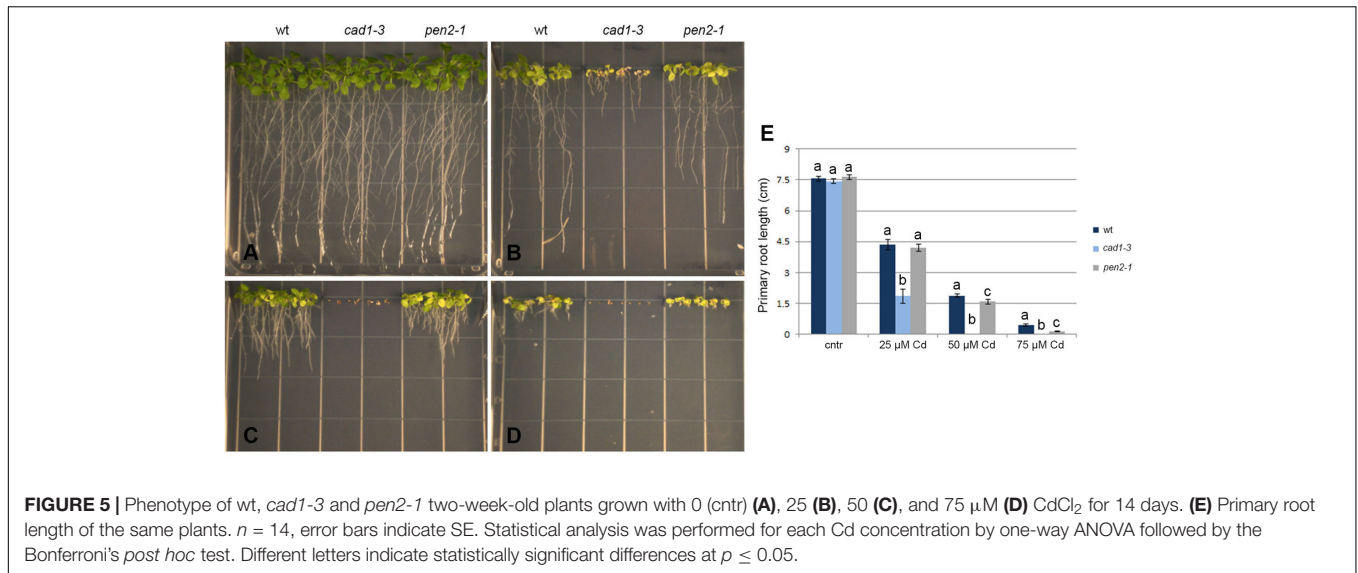 wt cad1-3 pen2-1 wt cad1-3 pen2-1
A
B
C
D
E
Primary root length (cm)
9
7.5
6
4.5
3
1.5
0
a a a
a b a
a b c
a b c
cntr 25 μM Cd 50 μM Cd 75 μM Cd
wt
cad1-3
pen2-1
FIGURE 5 | Phenotype of wt, cad1-3 and pen2-1 two-week-old plants grown with 0 (cntr) (A), 25 (B), 50 (C), and 75 μM (D) CdCl₂ for 14 days. (E) Primary root
length of the same plants. n = 14, error bars indicate SE. Statistical analysis was performed for each Cd concentration by one-way ANOVA followed by the
Bonferroni's post hoc test. Different letters indicate statistically significant differences at p ≤ 0.05.